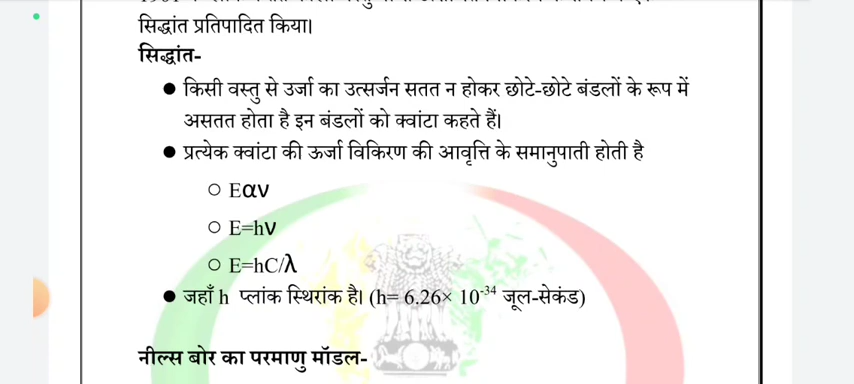 सिद्धांत प्रतिपादित किया।
सिद्धांत-
● किसी वस्तु से उर्जा का उत्सर्जन सतत न होकर छोटे-छोटे बंडलों के रूप में
असतत होता है इन बंडलों को क्वांटा कहते हैं।
● प्रत्येक क्वांटा की ऊर्जा विकिरण की आवृत्ति के समानुपाती होती है
○ Eαν
○ E=hν
○ E=hC/λ
● जहाँ h प्लांक स्थिरांक है। (h= 6.26× 10⁻³⁴ जूल-सेकंड)
नील्स बोर का परमाणु मॉडल-